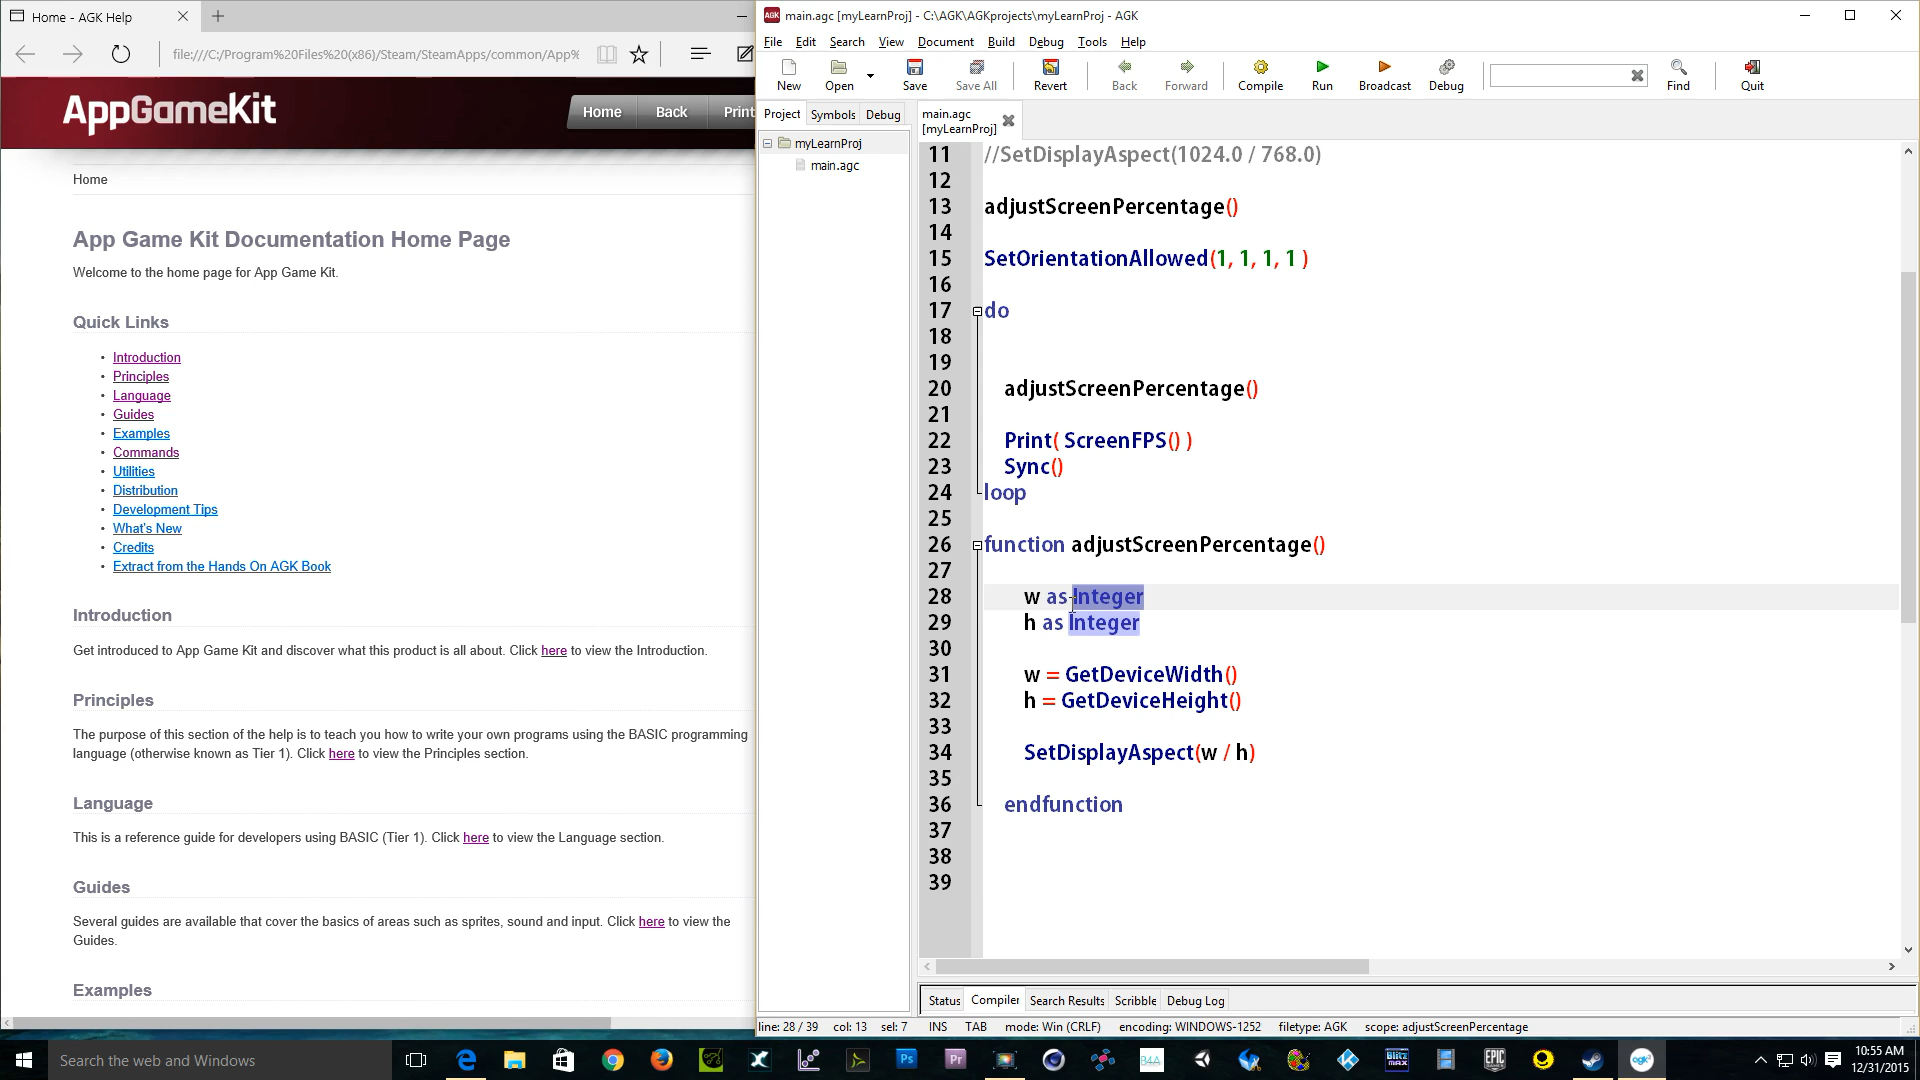 Home - AGK Help
file:///C:/Program%20Files%20(x86)/Steam/SteamApps/common/App%
AppGameKit
Home Back Print
Home
App Game Kit Documentation Home Page
Welcome to the home page for App Game Kit.
Quick Links
• Introduction
• Principles
• Language
• Guides
• Examples
• Commands
• Utilities
• Distribution
• Development Tips
• What's New
• Credits
• Extract from the Hands On AGK Book
Introduction
Get introduced to App Game Kit and discover what this product is all about. Click here to view the Introduction.
Principles
The purpose of this section of the help is to teach you how to write your own programs using the BASIC programming
language (otherwise known as Tier 1). Click here to view the Principles section.
Language
This is a reference guide for developers using BASIC (Tier 1). Click here to view the Language section.
Guides
Several guides are available that cover the basics of areas such as sprites, sound and input. Click here to view the
Guides.
Examples
AGK main.agc [myLearnProj] - C:\AGK\AGKprojects\myLearnProj - AGK
File Edit Search View Document Build Debug Tools Help
New Open Save Save All Revert Back Forward Compile Run Broadcast Debug Find Quit
Project Symbols Debug
myLearnProj
main.agc
main.agc
[myLearnProj]
11 //SetDisplayAspect(1024.0 / 768.0)
12
13 adjustScreenPercentage()
14
15 SetOrientationAllowed(1, 1, 1, 1 )
16
17 do
18
19
20 adjustScreenPercentage()
21
22 Print( ScreenFPS() )
23 Sync()
24 loop
25
26 function adjustScreenPercentage()
27
28 w as Integer
29 h as Integer
30
31 w = GetDeviceWidth()
32 h = GetDeviceHeight()
33
34 SetDisplayAspect(w / h)
35
36 endfunction
37
38
39
Status Compiler Search Results Scribble Debug Log
line: 28 / 39 col: 13 sel: 7 INS TAB mode: Win (CRLF) encoding: WINDOWS-1252 filetype: AGK scope: adjustScreenPercentage
Search the web and Windows
Ps
Pr
B4A
Blitz
max
EPIC
GAMES
agk
10:55 AM
12/31/2015